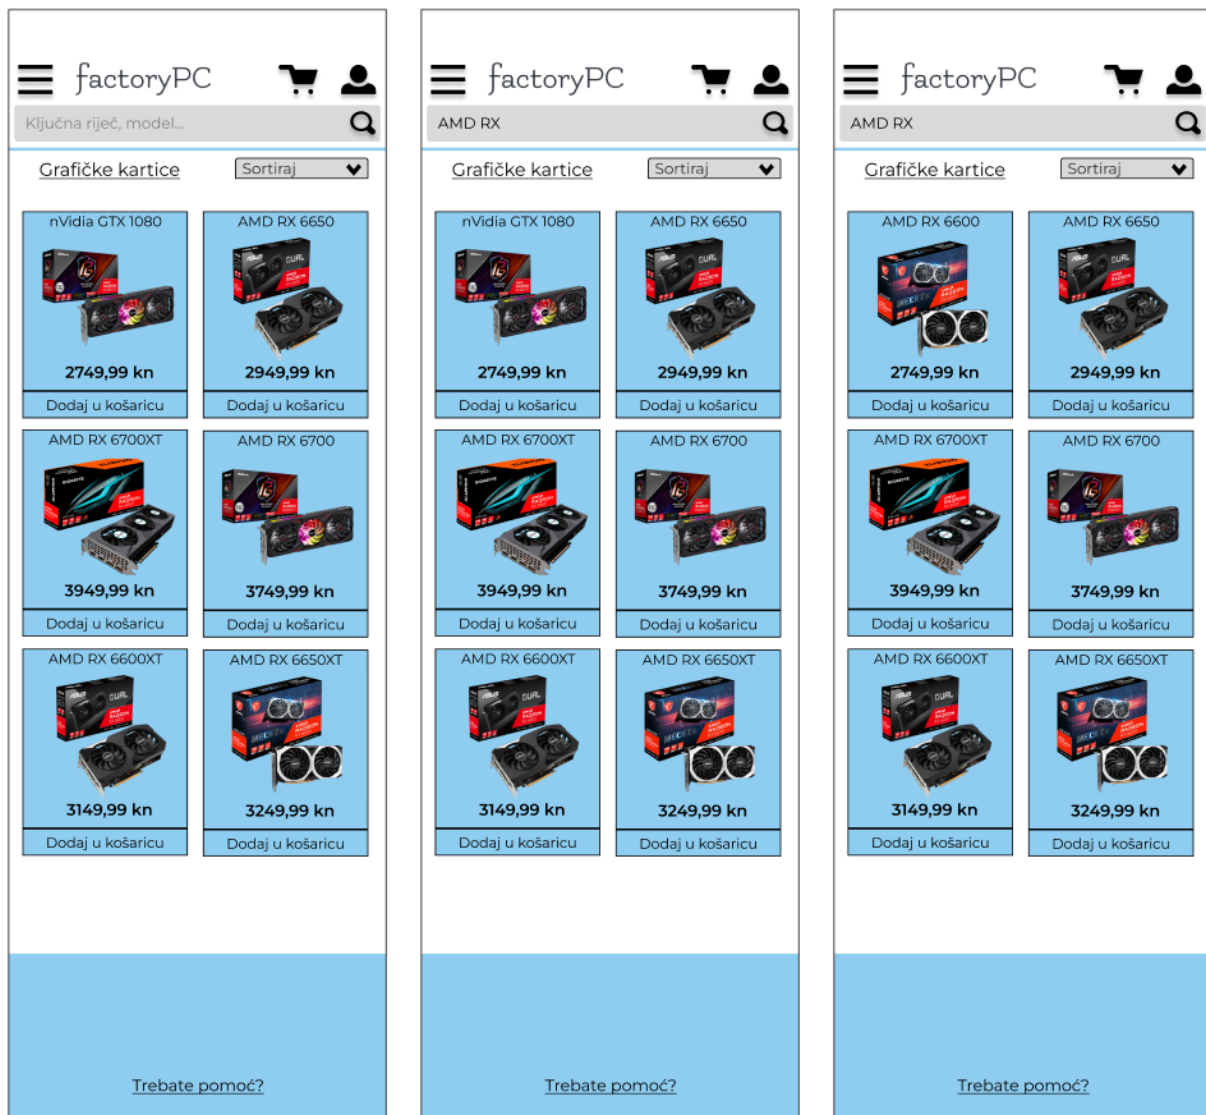 factoryPC
Ključna riječ, model...
Grafičke kartice
Sortiraj
nVidia GTX 1080
AMD RX 6650
2749,99 kn
2949,99 kn
Dodaj u košaricu
Dodaj u košaricu
AMD RX 6700XT
AMD RX 6700
3949,99 kn
3749,99 kn
Dodaj u košaricu
Dodaj u košaricu
AMD RX 6600XT
AMD RX 6650XT
3149,99 kn
3249,99 kn
Dodaj u košaricu
Dodaj u košaricu
Trebate pomoć?
factoryPC
AMD RX
Grafičke kartice
Sortiraj
nVidia GTX 1080
AMD RX 6650
2749,99 kn
2949,99 kn
Dodaj u košaricu
Dodaj u košaricu
AMD RX 6700XT
AMD RX 6700
3949,99 kn
3749,99 kn
Dodaj u košaricu
Dodaj u košaricu
AMD RX 6600XT
AMD RX 6650XT
3149,99 kn
3249,99 kn
Dodaj u košaricu
Dodaj u košaricu
Trebate pomoć?
factoryPC
AMD RX
Grafičke kartice
Sortiraj
AMD RX 6600
AMD RX 6650
2749,99 kn
2949,99 kn
Dodaj u košaricu
Dodaj u košaricu
AMD RX 6700XT
AMD RX 6700
3949,99 kn
3749,99 kn
Dodaj u košaricu
Dodaj u košaricu
AMD RX 6600XT
AMD RX 6650XT
3149,99 kn
3249,99 kn
Dodaj u košaricu
Dodaj u košaricu
Trebate pomoć?